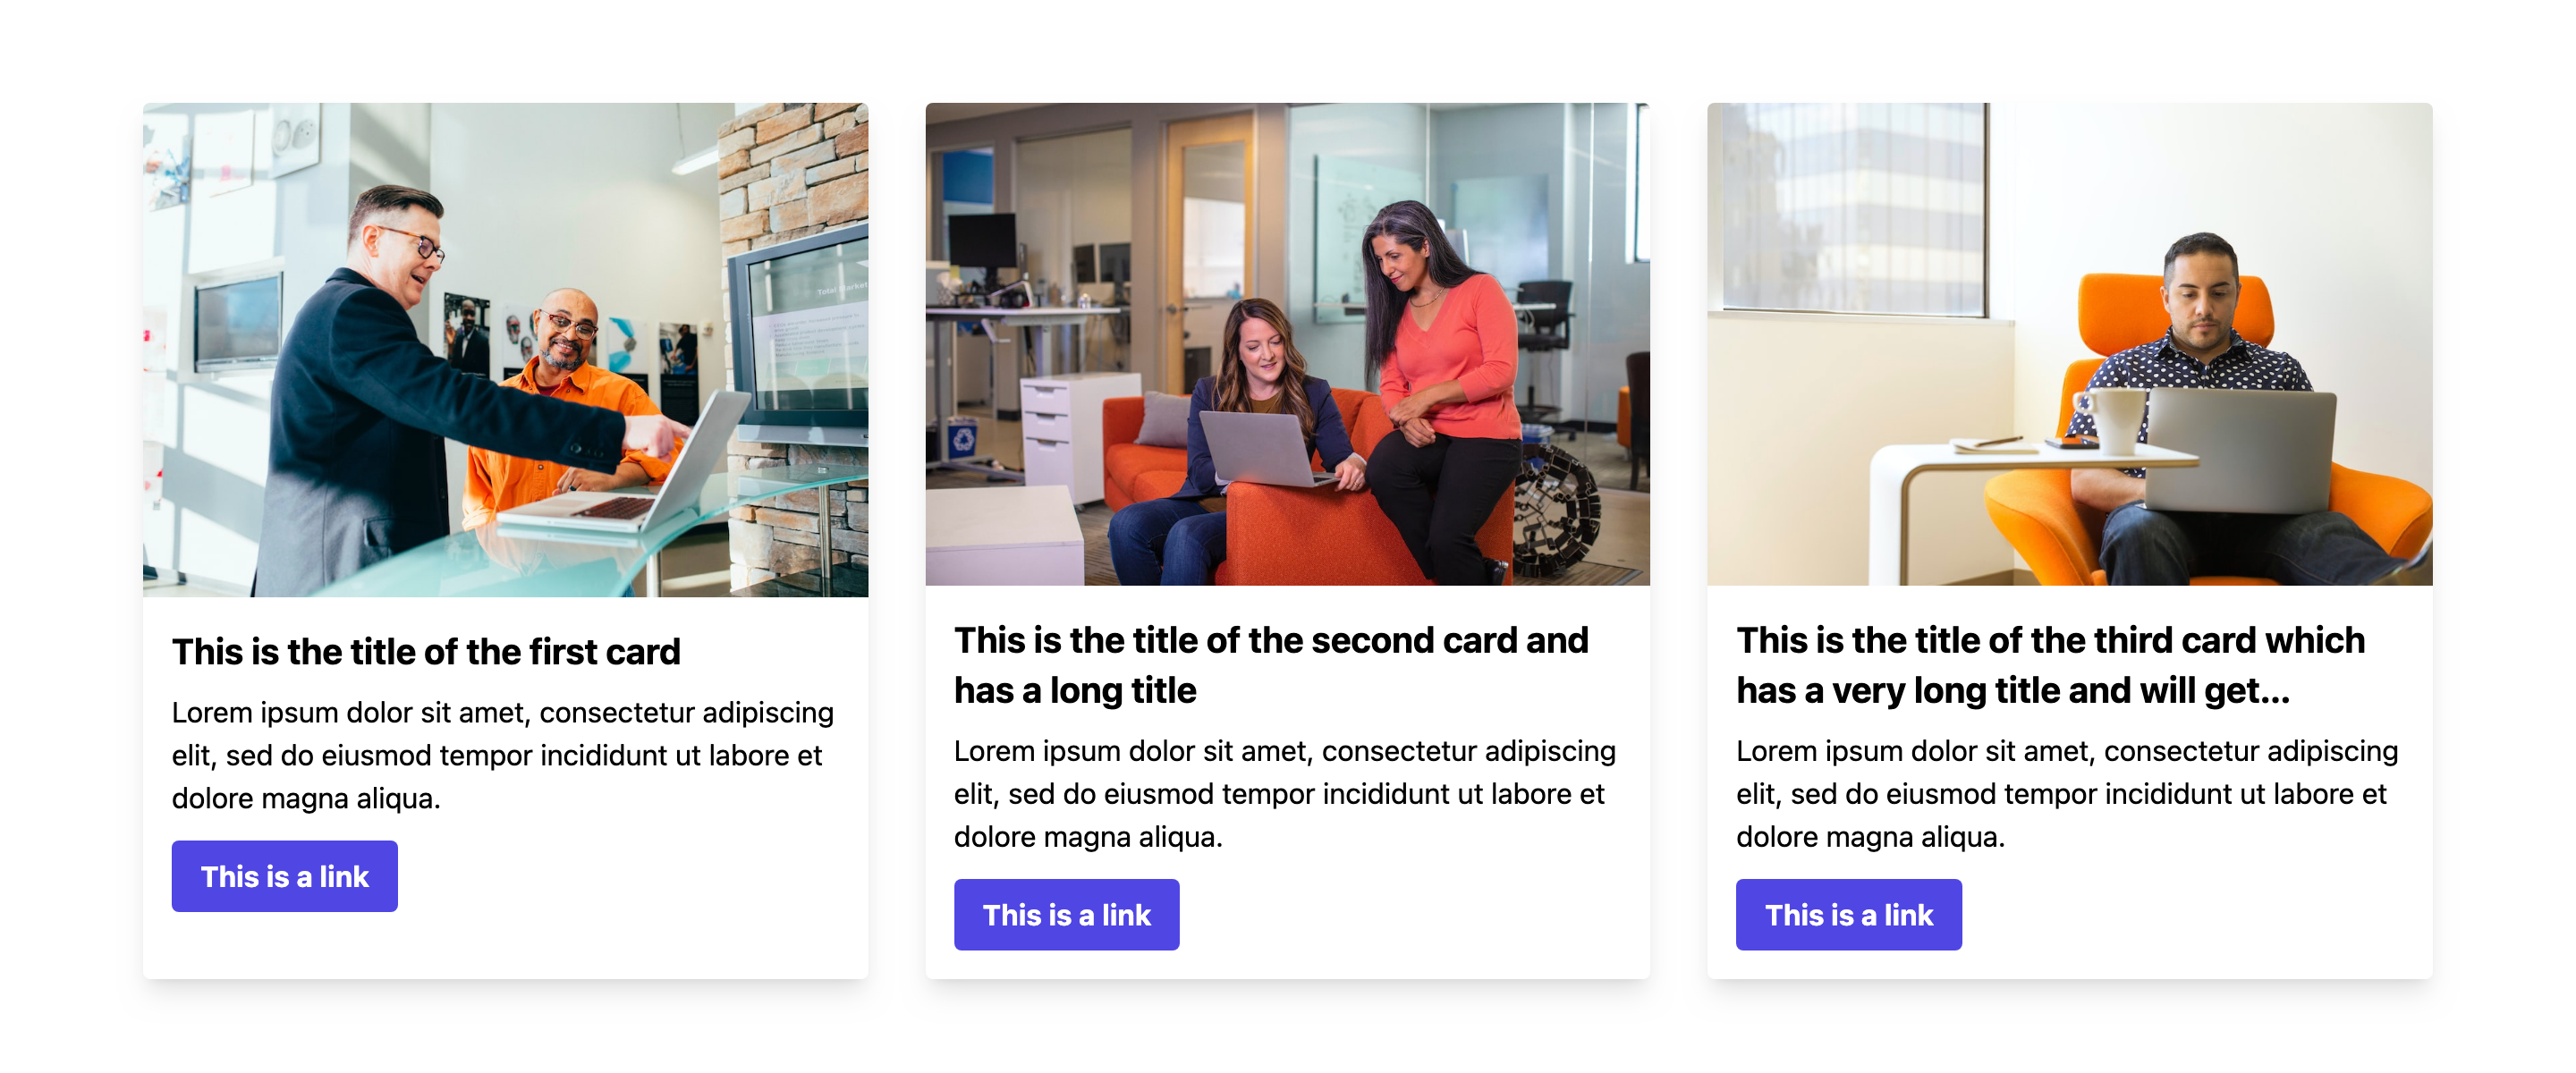 Total Market
This is the title of the first card
Lorem ipsum dolor sit amet, consectetur adipiscing
elit, sed do eiusmod tempor incididunt ut labore et
dolore magna aliqua.
This is a link
This is the title of the second card and
has a long title
Lorem ipsum dolor sit amet, consectetur adipiscing
elit, sed do eiusmod tempor incididunt ut labore et
dolore magna aliqua.
This is a link
This is the title of the third card which
has a very long title and will get...
Lorem ipsum dolor sit amet, consectetur adipiscing
elit, sed do eiusmod tempor incididunt ut labore et
dolore magna aliqua.
This is a link